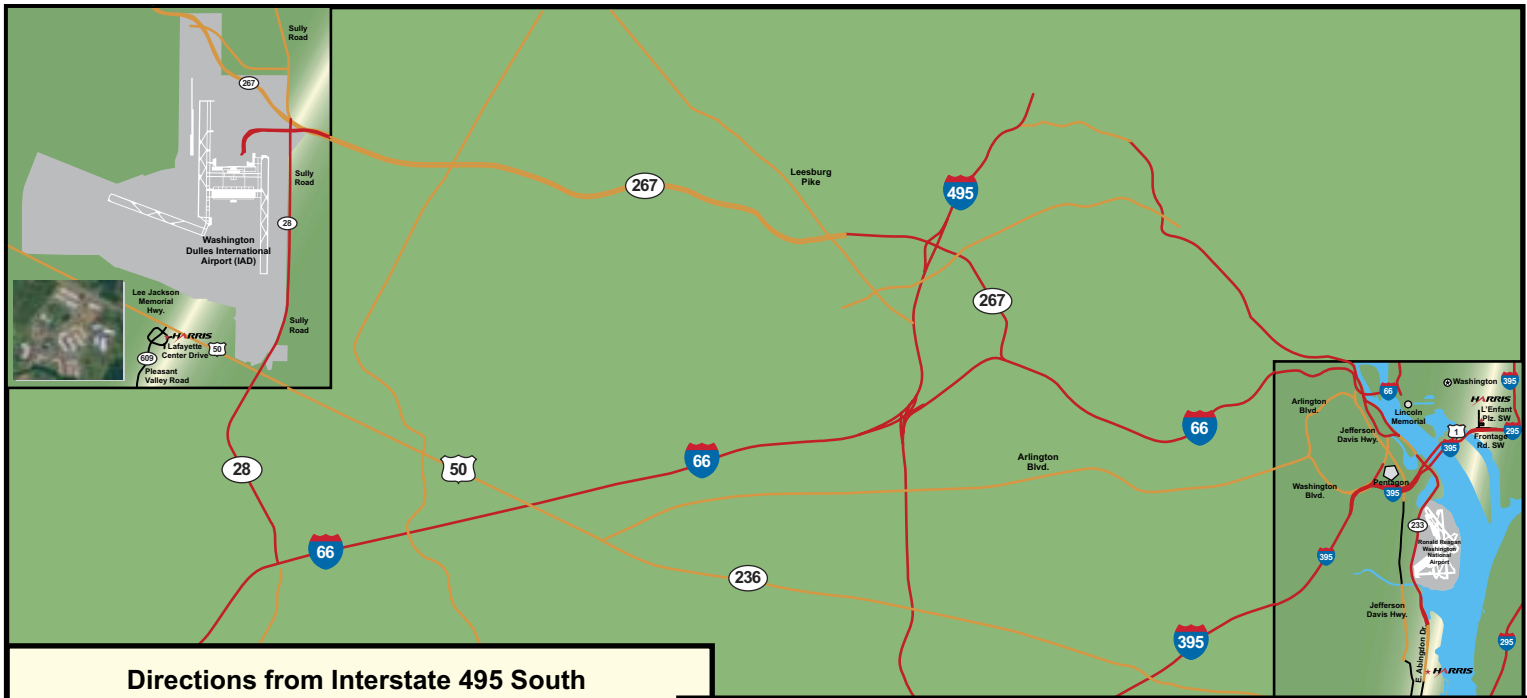 Sully
Road
267
Sully
Road
28
Washington
Dulles International
Airport (IAD)
Lee Jackson
Memorial
Hwy.
HARRIS
Lafayette
Center Drive
50
609
Pleasant
Valley Road
Sully
Road
267
Leesburg
Pike
495
267
28
50
66
66
66
Arlington
Blvd.
236
395
66
Washington
395
Arlington
Blvd.
Lincoln
Memorial
HARRIS
L'Enfant
Plz. SW
Jefferson
Davis Hwy.
1
295
Frontage
Rd. SW
395
Washington
Blvd.
Pentagon
395
233
Ronald Reagan
Washington
National
Airport
395
Jefferson
Davis Hwy.
E. Abingdon Dr.
HARRIS
295
Directions from Interstate 495 South